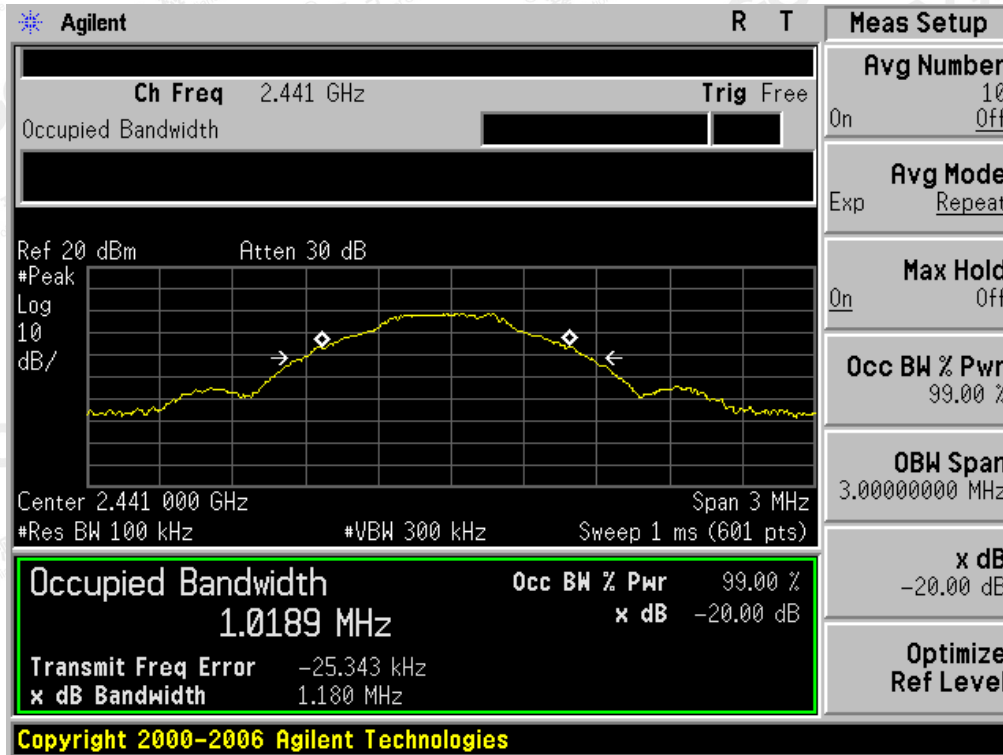 Agilent R T Meas Setup
Ch Freq 2.441 GHz Trig Free
Occupied Bandwidth
Ref 20 dBm Atten 30 dB
#Peak
Log
10
dB/
Center 2.441 000 GHz Span 3 MHz
#Res BW 100 kHz #VBW 300 kHz Sweep 1 ms (601 pts)
Occupied Bandwidth
1.0189 MHz
Occ BW % Pwr 99.00 %
x dB -20.00 dB
Transmit Freq Error -25.343 kHz
x dB Bandwidth 1.180 MHz
Avg Number
10
On Off
Avg Mode
Exp Repeat
Max Hold
On Off
Occ BW % Pwr
99.00 %
OBW Span
3.00000000 MHz
x dB
-20.00 dB
Optimize
Ref Level
Copyright 2000-2006 Agilent Technologies